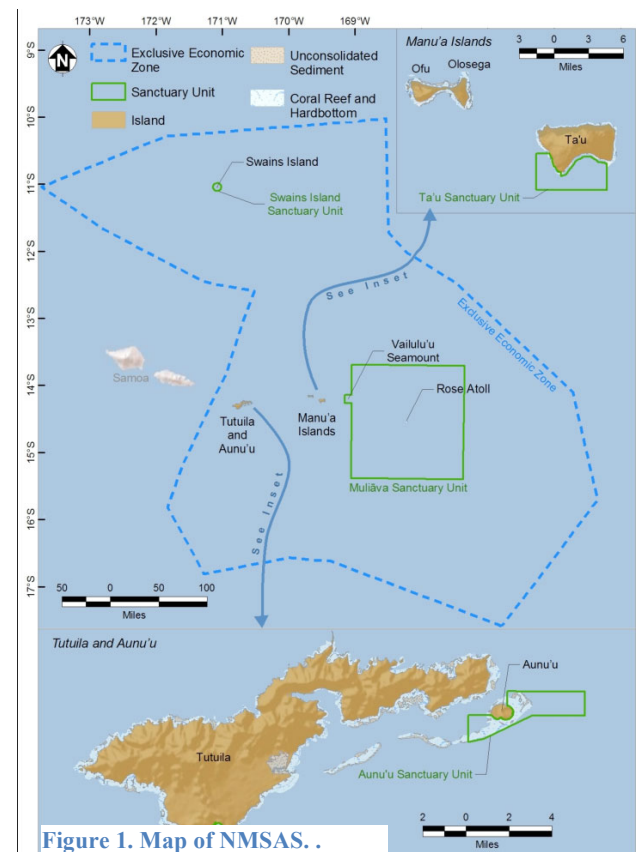 173°W
172°W
171°W
170°W
169°W
9°S
10°S
11°S
12°S
13°S
14°S
15°S
16°S
17°S
N
Exclusive Economic
Zone
Sanctuary Unit
Island
Unconsolidated
Sediment
Coral Reef and
Hardbottom
Manu'a Islands
3 0 3 6
Miles
Ofu
Olosega
Ta'u
Ta'u Sanctuary Unit
Swains Island
Swains Island
Sanctuary Unit
See Inset
Exclusive Economic Zone
Samoa
Vailulu'u
Seamount
Rose Atoll
Tutuila
and
Aunu'u
Manu'a
Islands
Muliāva Sanctuary Unit
See Inset
50 0 50 100
Miles
Tutuila and Aunu'u
Aunu'u
Tutuila
Aunu'u Sanctuary Unit
2 0 2 4
Miles
Figure 1. Map of NMSAS. .